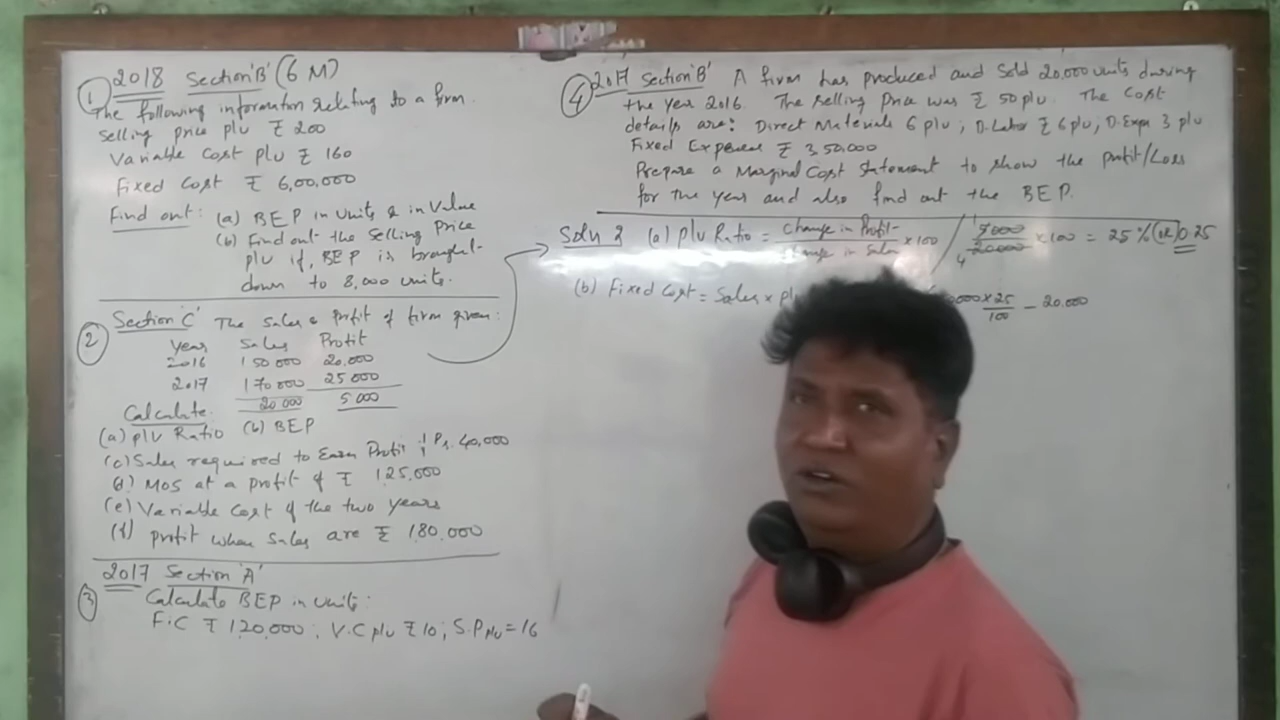 ① 2018 Section 'B' (6 M)
The following information relating to a firm.
Selling price p/u ₹ 200
Variable Cost p/u ₹ 160
Fixed Cost ₹ 6,00,000
Find out: (a) BEP in Units & in Value
(b) Find out the Selling Price
p/u if, BEP is brought-
down to 8,000 units.
② Section 'C' The Sales & Profit of firm given:
Year Sales Profit
2016 150 000 20,000
2017 170 000 25 000
20 000 5 000
Calculate:
(a) p/v Ratio (b) BEP
(c) Sales required to Earn Profit of Rs. 40,000
(d) MOS at a profit of ₹ 125,000
(e) Variable Cost of the two years
(f) profit when Sales are ₹ 180,000
2017 Section 'A'
③ Calculate BEP in units:
F.C ₹ 120,000; V.C p/u ₹ 10; S.P p/u = 16
④ 2017 Section 'B' A firm has produced and Sold 20,000 units during
the year 2016. The Selling Price was ₹ 50 p/u. The Cost
details are: Direct Materials 6 p/u; D. Labor ₹ 6 p/u, D. Exp 3 p/u
Fixed Expense ₹ 3,50,000
Prepare a Marginal Cost Statement to show the profit/Loss
for the year and also find out the BEP.
Soln 2 (a) P/V Ratio = change in Profit / change in Sales × 100 / 5000 / 20000 × 100 = 25 % (or) 0.25
(b) Fixed Cost = Sales × 0000 × 25 / 100 – 20,000